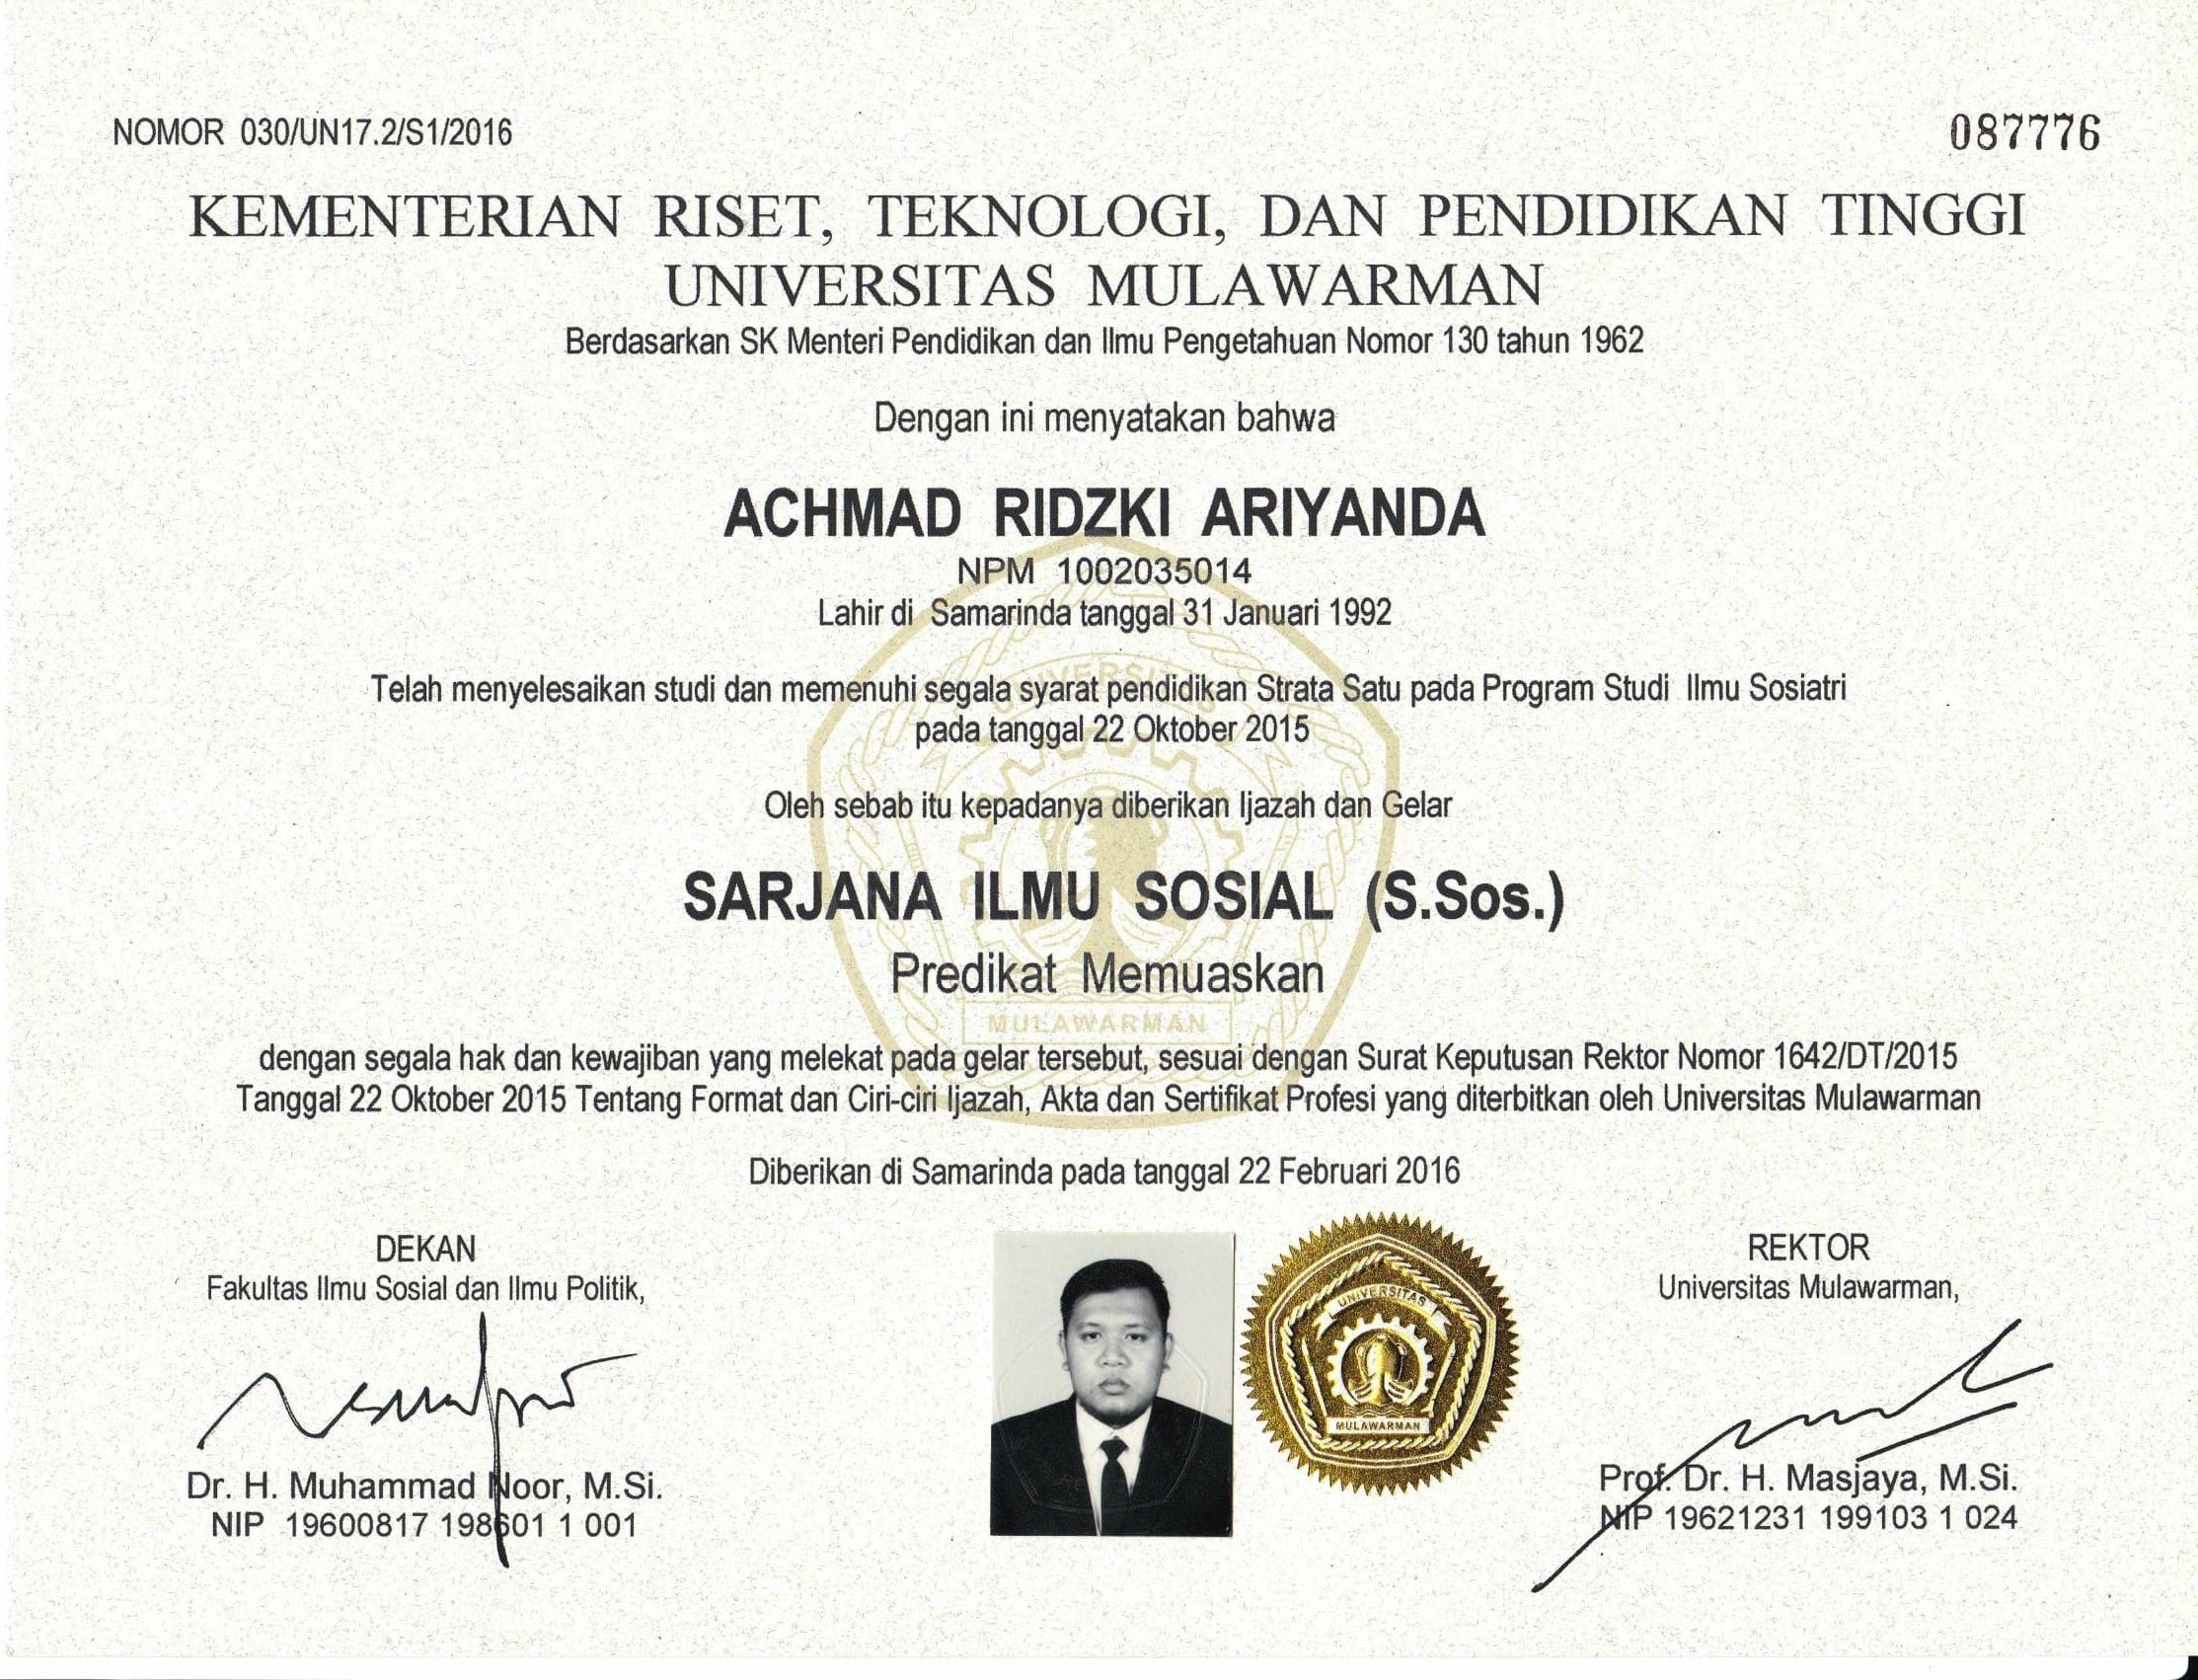 NOMOR 030/UN17.2/S1/2016
087776
KEMENTERIAN RISET, TEKNOLOGI, DAN PENDIDIKAN TINGGI
UNIVERSITAS MULAWARMAN
Berdasarkan SK Menteri Pendidikan dan Ilmu Pengetahuan Nomor 130 tahun 1962
Dengan ini menyatakan bahwa
ACHMAD RIDZKI ARIYANDA
NPM 1002035014
Lahir di Samarinda tanggal 31 Januari 1992
Telah menyelesaikan studi dan memenuhi segala syarat pendidikan Strata Satu pada Program Studi Ilmu Sosiatri
pada tanggal 22 Oktober 2015
Oleh sebab itu kepadanya diberikan Ijazah dan Gelar
SARJANA ILMU SOSIAL (S.Sos.)
Predikat Memuaskan
MULAWARMAN
dengan segala hak dan kewajiban yang melekat pada gelar tersebut, sesuai dengan Surat Keputusan Rektor Nomor 1642/DT/2015
Tanggal 22 Oktober 2015 Tentang Format dan Ciri-ciri Ijazah, Akta dan Sertifikat Profesi yang diterbitkan oleh Universitas Mulawarman
Diberikan di Samarinda pada tanggal 22 Februari 2016
DEKAN
Fakultas Ilmu Sosial dan Ilmu Politik,
Dr. H. Muhammad Noor, M.Si.
NIP 19600817 198601 1 001
UNIVERSITAS
MULAWARMAN
REKTOR
Universitas Mulawarman,
Prof. Dr. H. Masjaya, M.Si.
NIP 19621231 199103 1 024